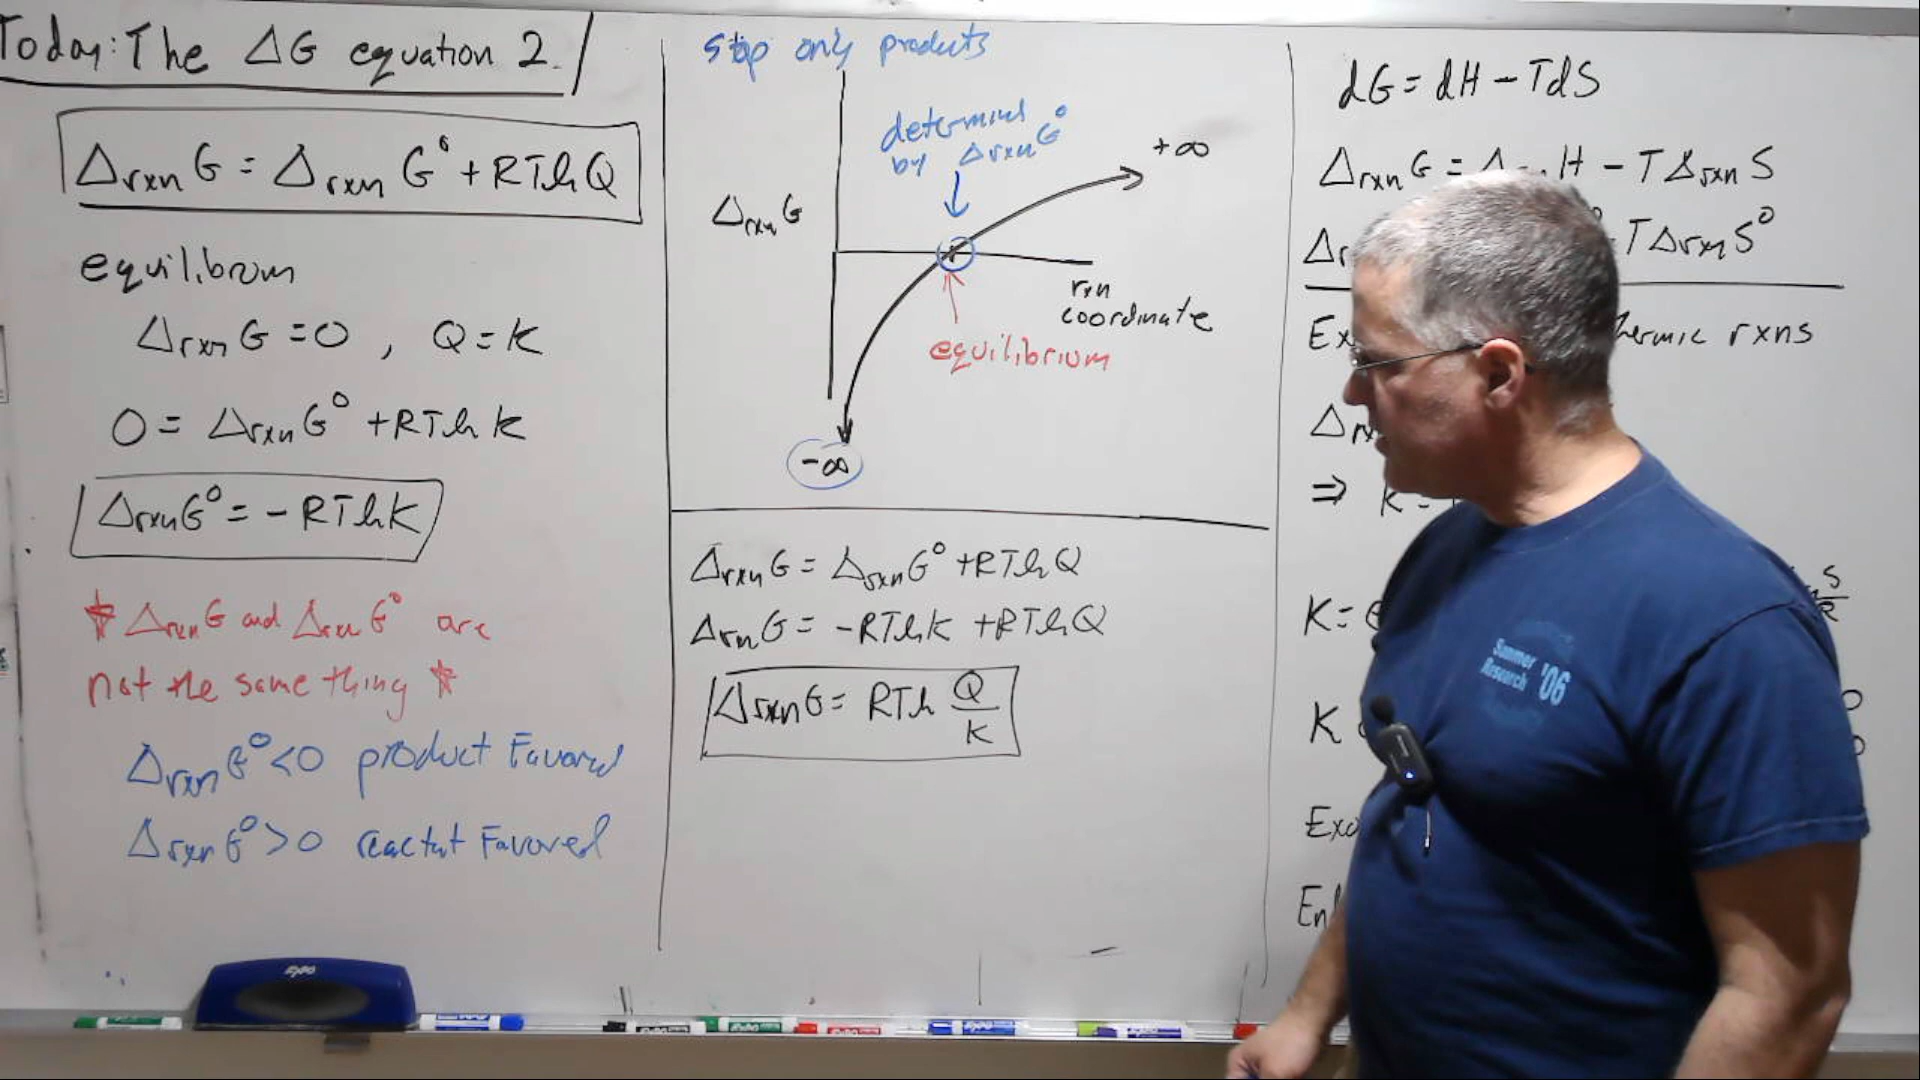 Today: The ΔG equation 2.
ΔrxnG = ΔrxnG° + RTlnQ
equilibrium
ΔrxnG = 0 , Q = K
0 = ΔrxnG° + RTlnK
ΔrxnG° = -RTlnK
* ΔrxnG and ΔrxnG° are
not the same thing *
ΔrxnG° < 0 product Favored
ΔrxnG° > 0 reactant Favored
only products
determined
by ΔrxnG°
+∞
ΔrxnG
rxn
coordinate
equilibrium
-∞
ΔrxnG = ΔrxnG° + RTlnQ
ΔrxnG = -RTlnK + RTlnQ
ΔrxnG = RTln Q/K
dG = dH - TdS
ΔrxnG = H - TΔrxnS
TΔrxnS°
rxns
⇒ K =
K = e
S
K
Summer
Research '06
EXPO